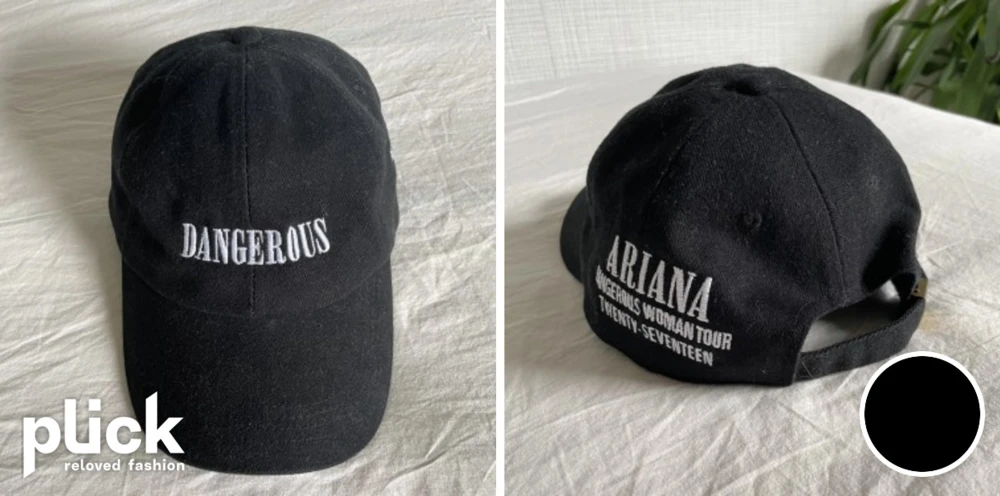 DANGEROUS
plick
reloved fashion
ARIANA
DANGEROUS WOMAN TOUR
TWENTY-SEVENTEEN